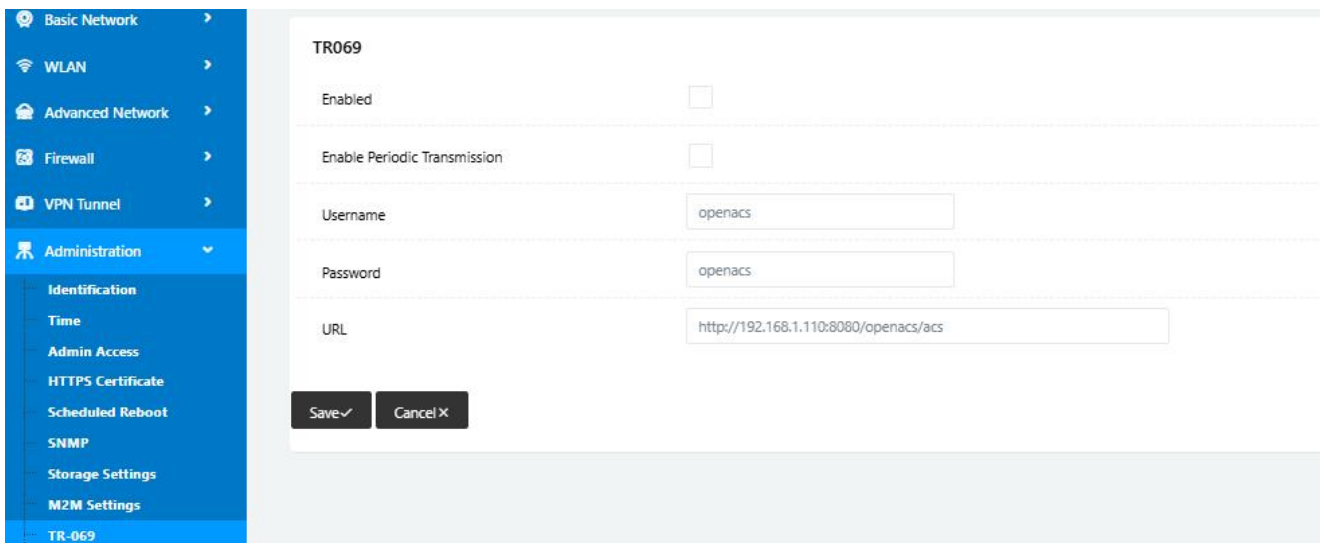 Basic Network
WLAN
Advanced Network
Firewall
VPN Tunnel
Administration
Identification
Time
Admin Access
HTTPS Certificate
Scheduled Reboot
SNMP
Storage Settings
M2M Settings
TR-069
TR069
Enabled
Enable Periodic Transmission
Username openacs
Password openacs
URL http://192.168.1.110:8080/openacs/acs
Save Cancel